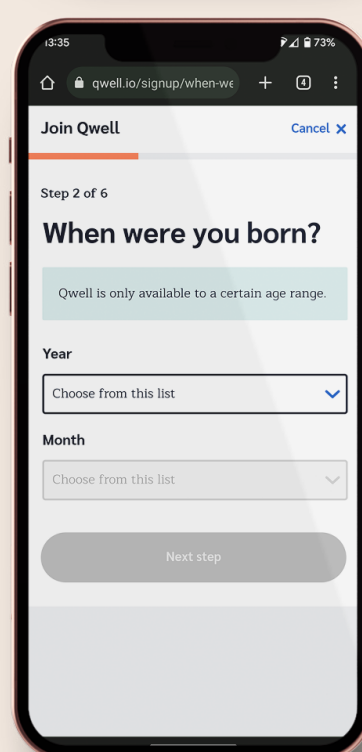 13:35
73%
qwell.io/signup/when-we
4
Join Qwell
Cancel
Step 2 of 6
When were you born?
Qwell is only available to a certain age range.
Year
Choose from this list
Month
Choose from this list
Next step